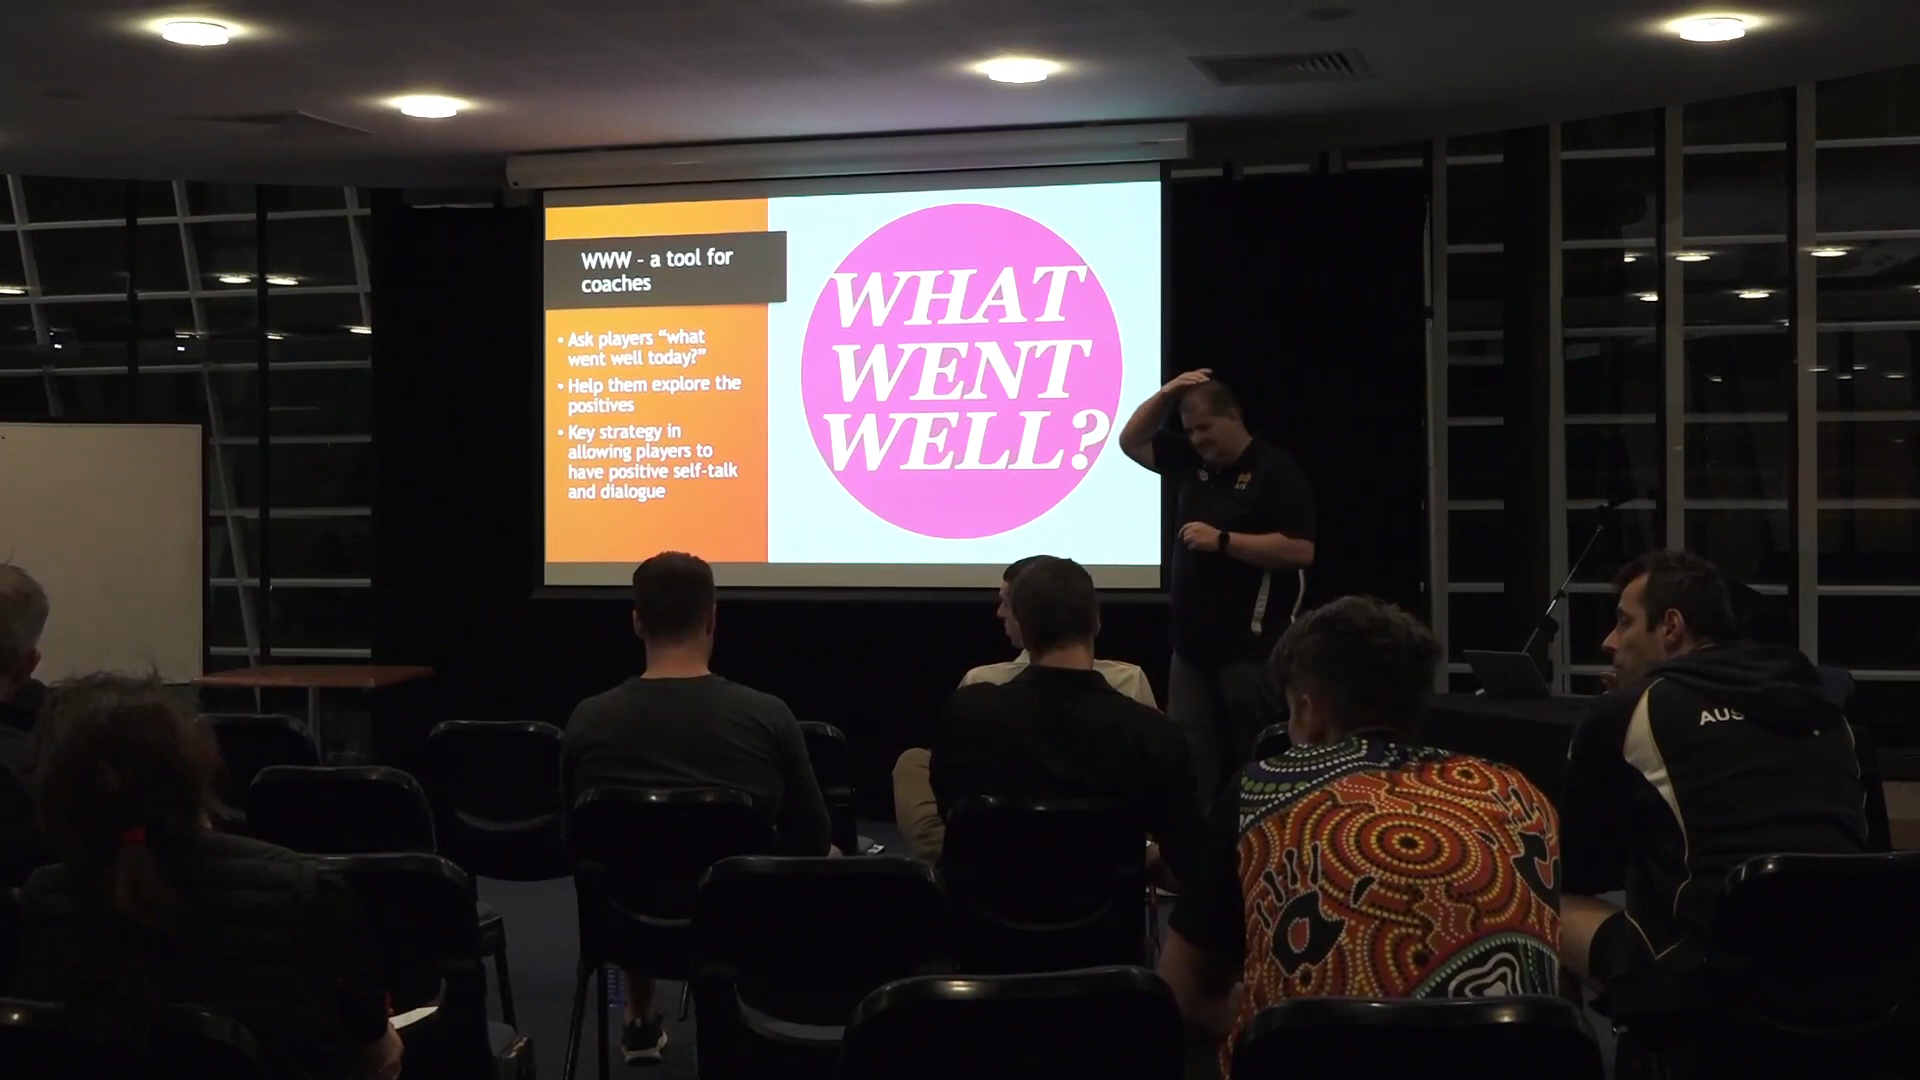 WWW - a tool for
coaches
• Ask players “what
went well today?”
• Help them explore the
positives
• Key strategy in
allowing players to
have positive self-talk
and dialogue
WHAT
WENT
WELL?
AUS